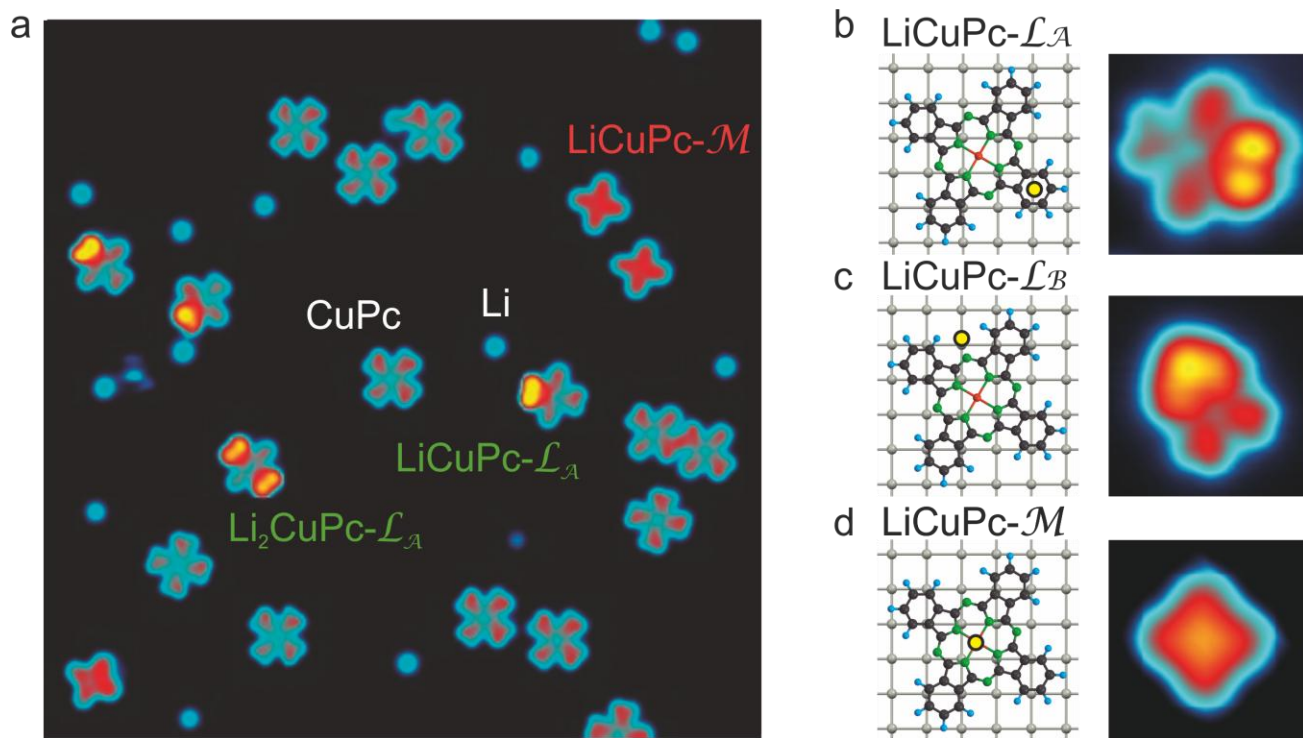 a
LiCuPc-ℳ
CuPc
Li
LiCuPc-ℒ𝒜
Li₂CuPc-ℒ𝒜
b LiCuPc-ℒ𝒜
c LiCuPc-ℒℬ
d LiCuPc-ℳ